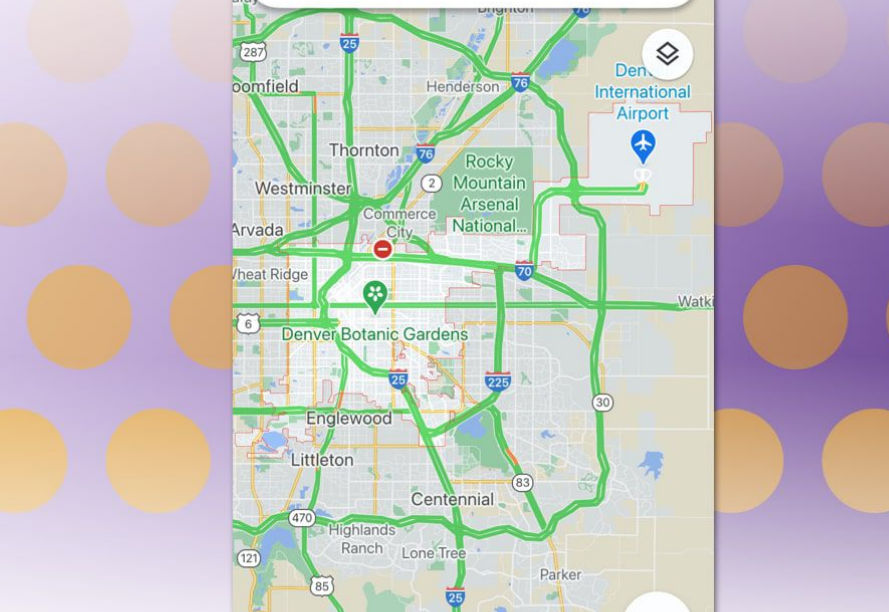 Brighton
76
25
287
oomfield
Henderson
76
International
Airport
Thornton
76
Rocky
Mountain
Arsenal
National...
2
Westminster
Commerce
City
Arvada
Wheat Ridge
70
Watki
6
Denver Botanic Gardens
25
225
30
Englewood
Littleton
83
Centennial
470
Highlands
Ranch
Lone Tree
121
Parker
85
25